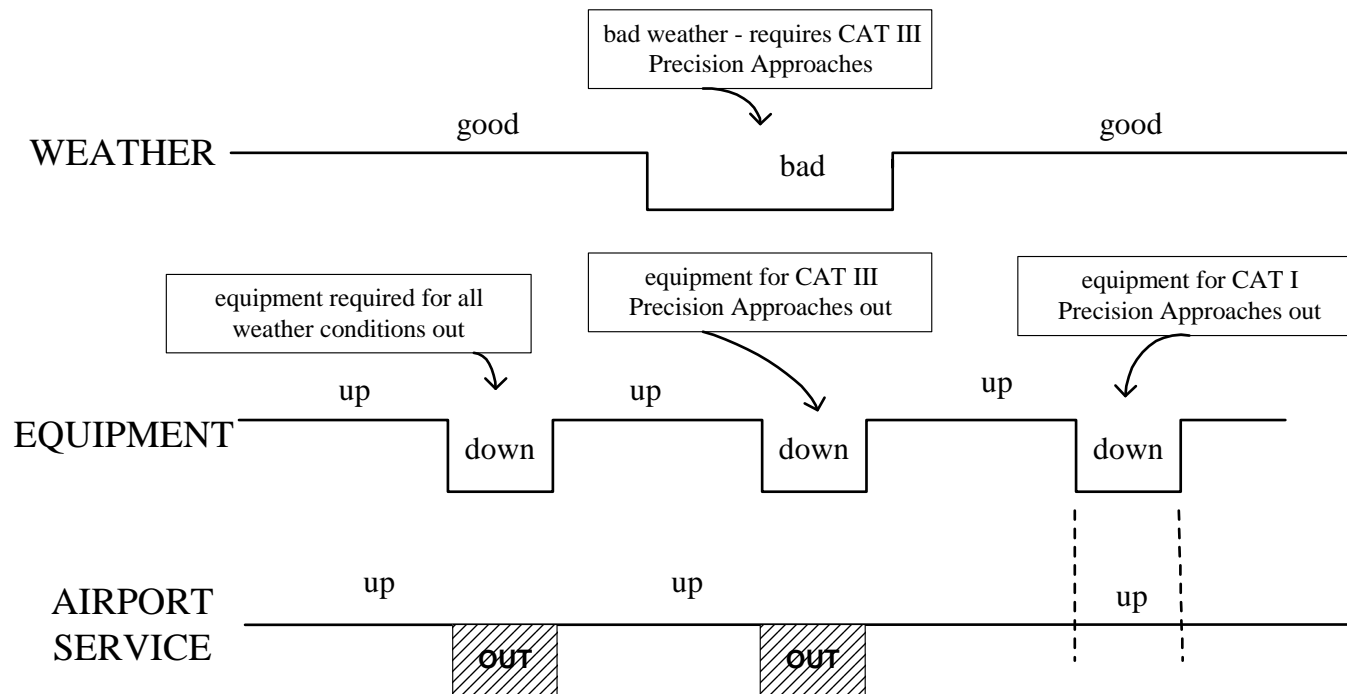 bad weather - requires CAT III
Precision Approaches
good
good
WEATHER
bad
equipment required for all
weather conditions out
equipment for CAT III
Precision Approaches out
equipment for CAT I
Precision Approaches out
up
up
up
EQUIPMENT
down
down
down
up
up
up
AIRPORT
SERVICE
OUT
OUT